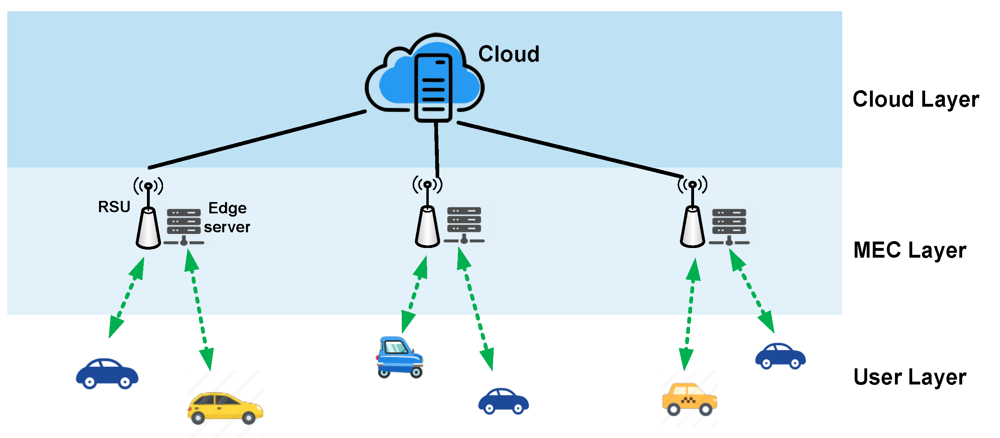 Cloud
Cloud Layer
RSU
Edge
server
MEC Layer
User Layer